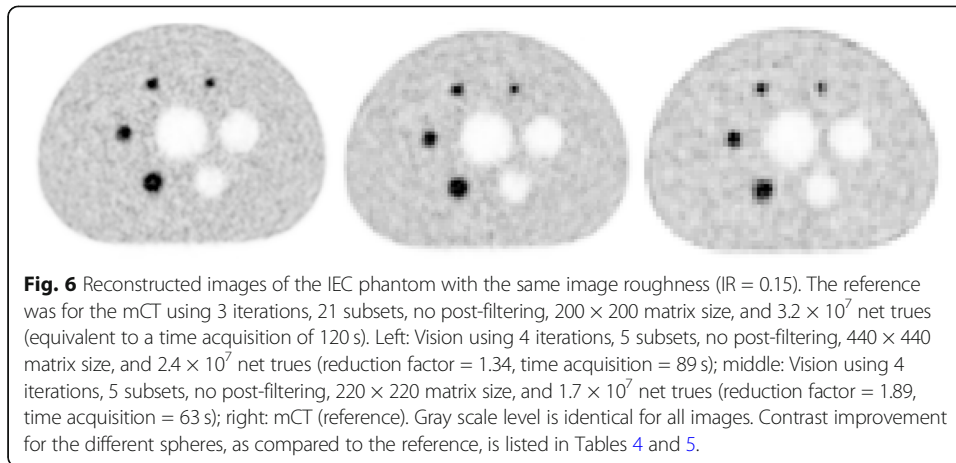 Fig. 6 Reconstructed images of the IEC phantom with the same image roughness (IR = 0.15). The reference
was for the mCT using 3 iterations, 21 subsets, no post-filtering, 200 × 200 matrix size, and 3.2 × 10⁷ net trues
(equivalent to a time acquisition of 120 s). Left: Vision using 4 iterations, 5 subsets, no post-filtering, 440 × 440
matrix size, and 2.4 × 10⁷ net trues (reduction factor = 1.34, time acquisition = 89 s); middle: Vision using 4
iterations, 5 subsets, no post-filtering, 220 × 220 matrix size, and 1.7 × 10⁷ net trues (reduction factor = 1.89,
time acquisition = 63 s); right: mCT (reference). Gray scale level is identical for all images. Contrast improvement
for the different spheres, as compared to the reference, is listed in Tables 4 and 5.